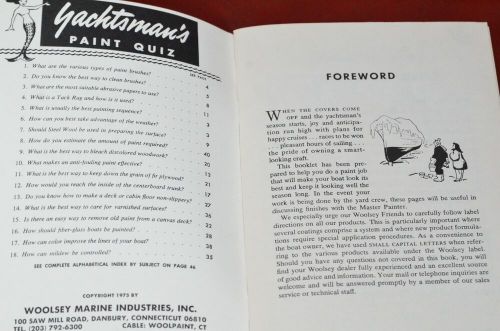 Yachtsman's
PAINT QUIZ
SEE PAGE
1. What are the various types of paint brushes? 4
2. Do you know the best way to clean brushes? 5
3. What are the most suitable abrasive papers to use?
4. What is a Tack Rag and how is it used?
5. What is usually the best painting sequence?
6. How can you best take advantage of the weather?
7. Should Steel Wool be used in preparing the surface?
8. How do you estimate the amount required?
9. What is the best way to bleach discolored woodwork? 40
10. What makes an anti-fouling paint effective? 21
11. What is the best way to keep down the grain of plywood?
12. How would you reach the inside of the centerboard trunk? 21
13. Do you know how to make a deck or cabin floor non-slippery?
14. What is the best way to care for varnished surfaces?
15. Is there an easy way to remove old paint from a canvas deck? 32
16. How should fiber-glass boats be painted?
17. How can color improve the lines of your boat? 38
18. How can mildew be controlled? 35
SEE COMPLETE ALPHABETICAL INDEX BY SUBJECT ON PAGE 46
COPYRIGHT 1975 BY
WOOLSEY MARINE INDUSTRIES, INC.
100 SAW MILL ROAD, DANBURY, CONNECTICUT 06810
TEL. (203) 792-6300 CABLE: WOOLPAINT, CT
FOREWORD
WHEN THE COVERS COME
OFF and the yachtsman's
season starts, joy and anticipa-
tion run high with plans for
happy cruises . . . races to be won
. . . pleasant hours of sailing . . .
the pride of owning a smart-
looking craft.
This booklet has been pre-
pared to help you do a paint job
that will make your boat look its
best and keep it looking well the
season long. In the event your
work is being done by the yard crew, these pages will be useful in
discussing finishes with the Master Painter.
We especially urge our Woolsey Friends to carefully follow label
directions on all our products. This is particularly important where
several coatings comprise a system and where new product formula-
tions require special application procedures. As a convenience to
the boat owner, we have used SMALL CAPITAL LETTERS when referring
to the various products available under the Woolsey label.
Should you have any questions not covered in this book, you will
find your Woolsey dealer fully experienced and an excellent source
of good advice and information. Your mail or telephone inquiries are
welcome and will be answered promptly by a member of our sales
service or technical staff.